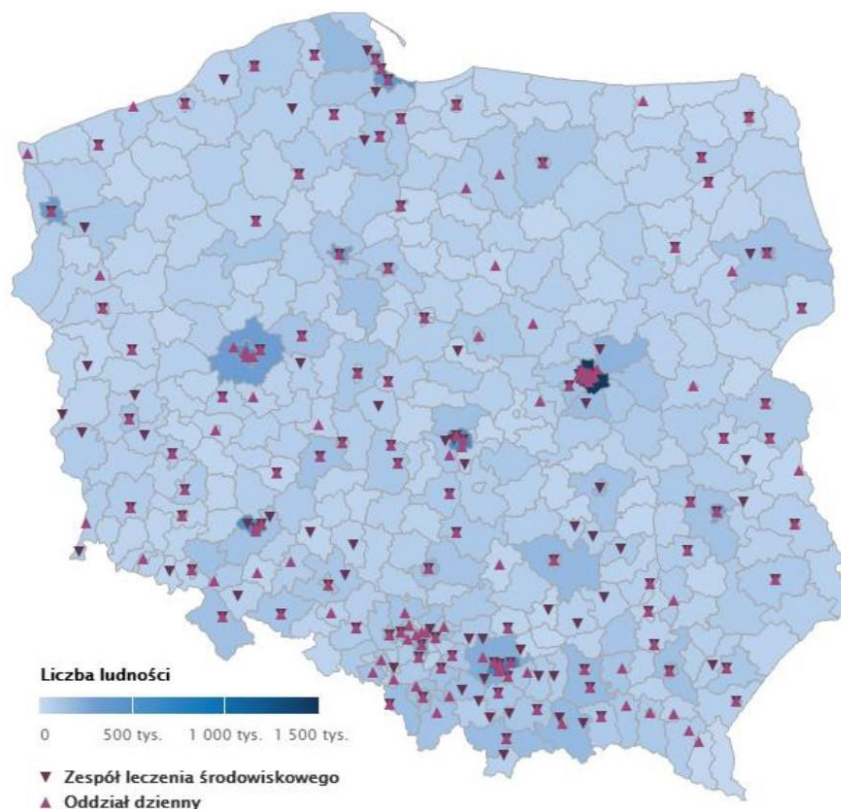 Liczba ludności
0 500 tys. 1 000 tys. 1 500 tys.
Zespół leczenia środowiskowego
Oddział dzienny